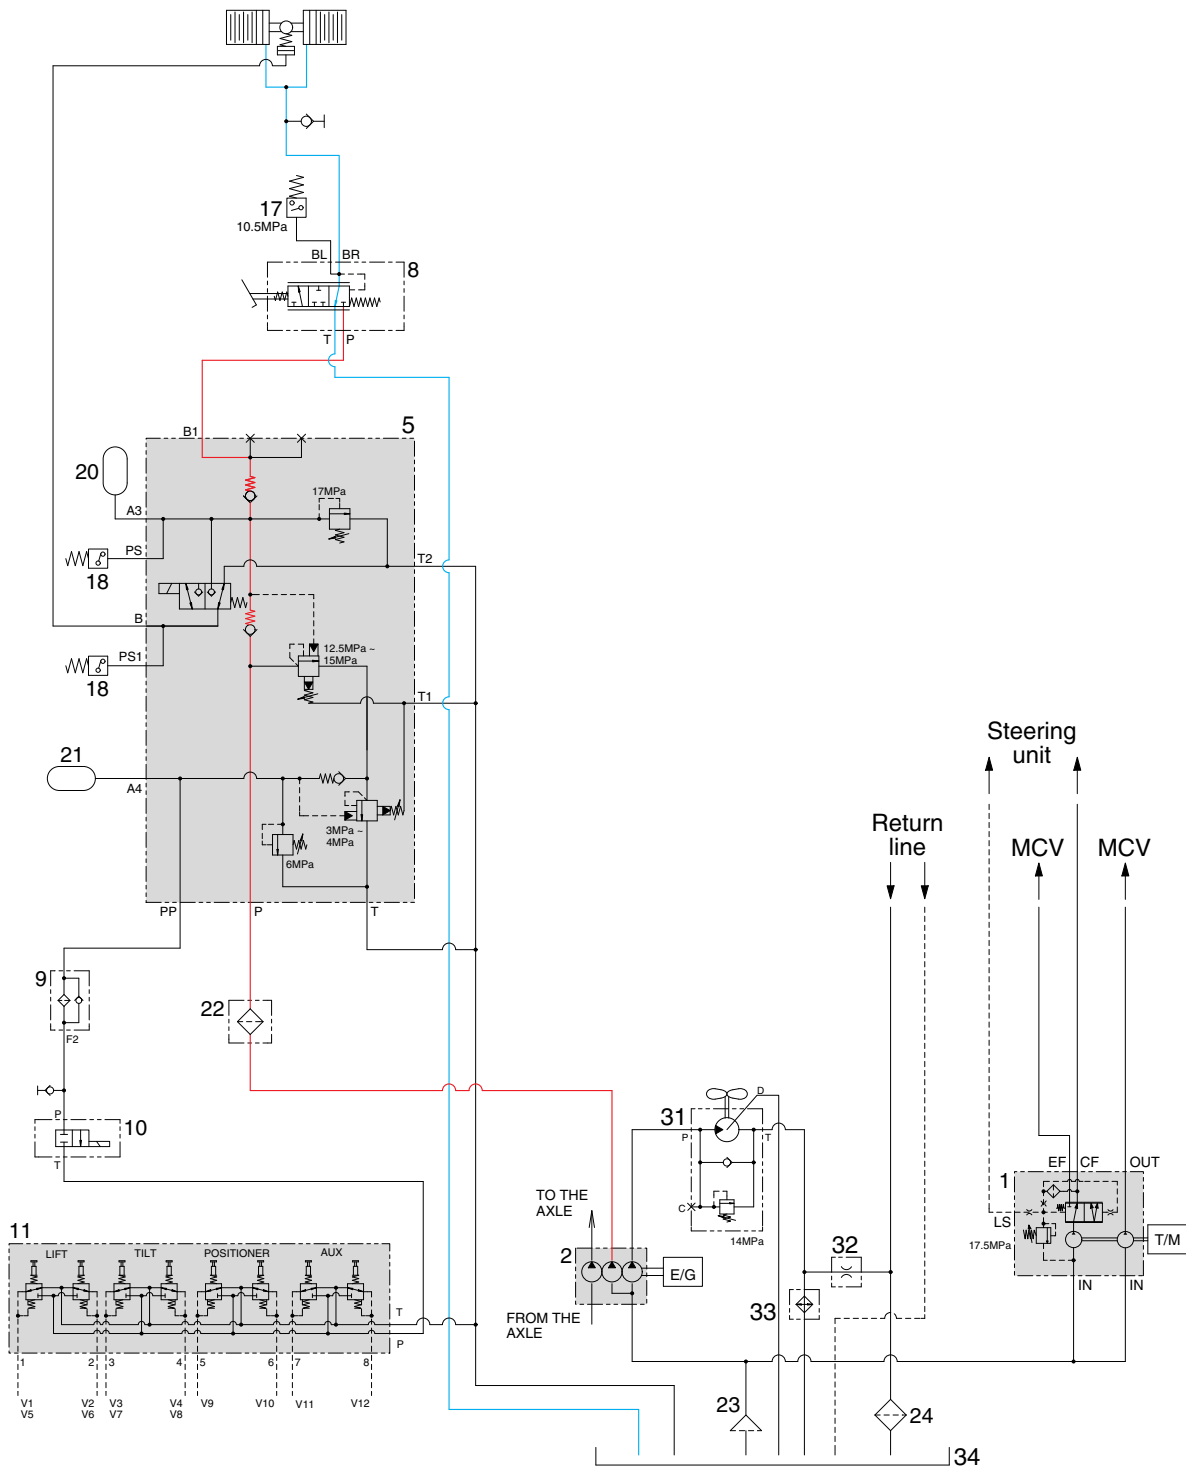 17
10.5MPa
BL BR
8
T P
5
B1
20
17MPa
A3
PS
T2
18
B
12.5MPa ~
15MPa
PS1
18
T1
21
A4
3MPa ~
4MPa
6MPa
PP P T
Steering
unit
Return
line
MCV MCV
9
F2
22
P
10
T
D
31
P T
C
14MPa
EF CF OUT
1
LS
17.5MPa
T/M
IN IN
TO THE
AXLE
2
E/G
FROM THE
AXLE
32
33
11
LIFT TILT POSITIONER AUX
T
P
1 2 3 4 5 6 7 8
V1 V2 V3 V4 V9 V10 V11 V12
V5 V6 V7 V8
23
24
34